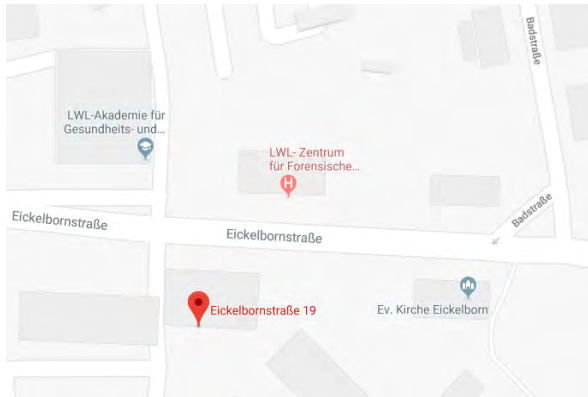 Badstraße
LWL-Akademie für
Gesundheits- und...
LWL- Zentrum
für Forensische...
H
Badstraße
Eickelbornstraße
Eickelbornstraße
Eickelbornstraße 19
Ev. Kirche Eickelborn